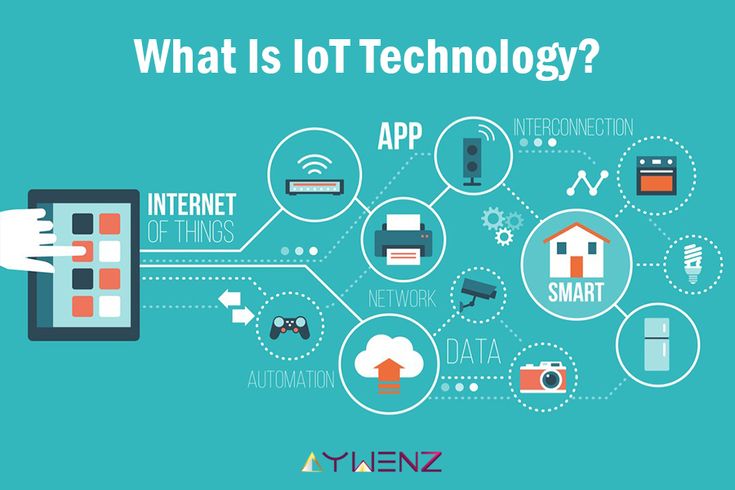 What Is IoT Technology?
APP
INTERCONNECTION
INTERNET
OF THINGS
SMART
NETWORK
DATA
AUTOMATION
AYWENZ